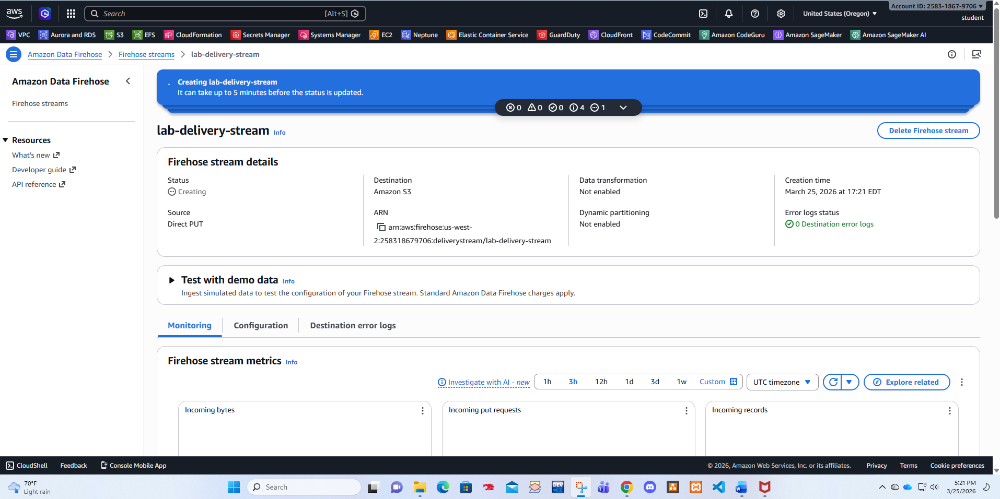 aws
Search
[Alt+S]
United States (Oregon)
Account ID: 2583-1867-9706
student
VPC
Aurora and RDS
S3
EFS
CloudFormation
Secrets Manager
Systems Manager
EC2
Neptune
Elastic Container Service
GuardDuty
CloudFront
CodeCommit
Amazon CodeGuru
Amazon SageMaker
Amazon SageMaker AI
Amazon Data Firehose
Firehose streams
lab-delivery-stream
Amazon Data Firehose
Firehose streams
Resources
What's new
Developer guide
API reference
Creating lab-delivery-stream
It can take up to 5 minutes before the status is updated.
0 0 0 4 1
lab-delivery-stream Info
Delete Firehose stream
Firehose stream details
Status
Creating
Source
Direct PUT
Destination
Amazon S3
ARN
arn:aws:firehose:us-west-
2:258318679706:deliverystream/lab-delivery-stream
Data transformation
Not enabled
Dynamic partitioning
Not enabled
Creation time
March 25, 2026 at 17:21 EDT
Error logs status
0 Destination error logs
Test with demo data Info
Ingest simulated data to test the configuration of your Firehose stream. Standard Amazon Data Firehose charges apply.
Monitoring
Configuration
Destination error logs
Firehose stream metrics Info
Investigate with AI - new
1h
3h
12h
1d
3d
1w
Custom
UTC timezone
Explore related
Incoming bytes
Incoming put requests
Incoming records
CloudShell
Feedback
Console Mobile App
© 2026, Amazon Web Services, Inc. or its affiliates.
Privacy
Terms
Cookie preferences
70°F
Light rain
Search
DEV
5:21 PM
3/25/2026